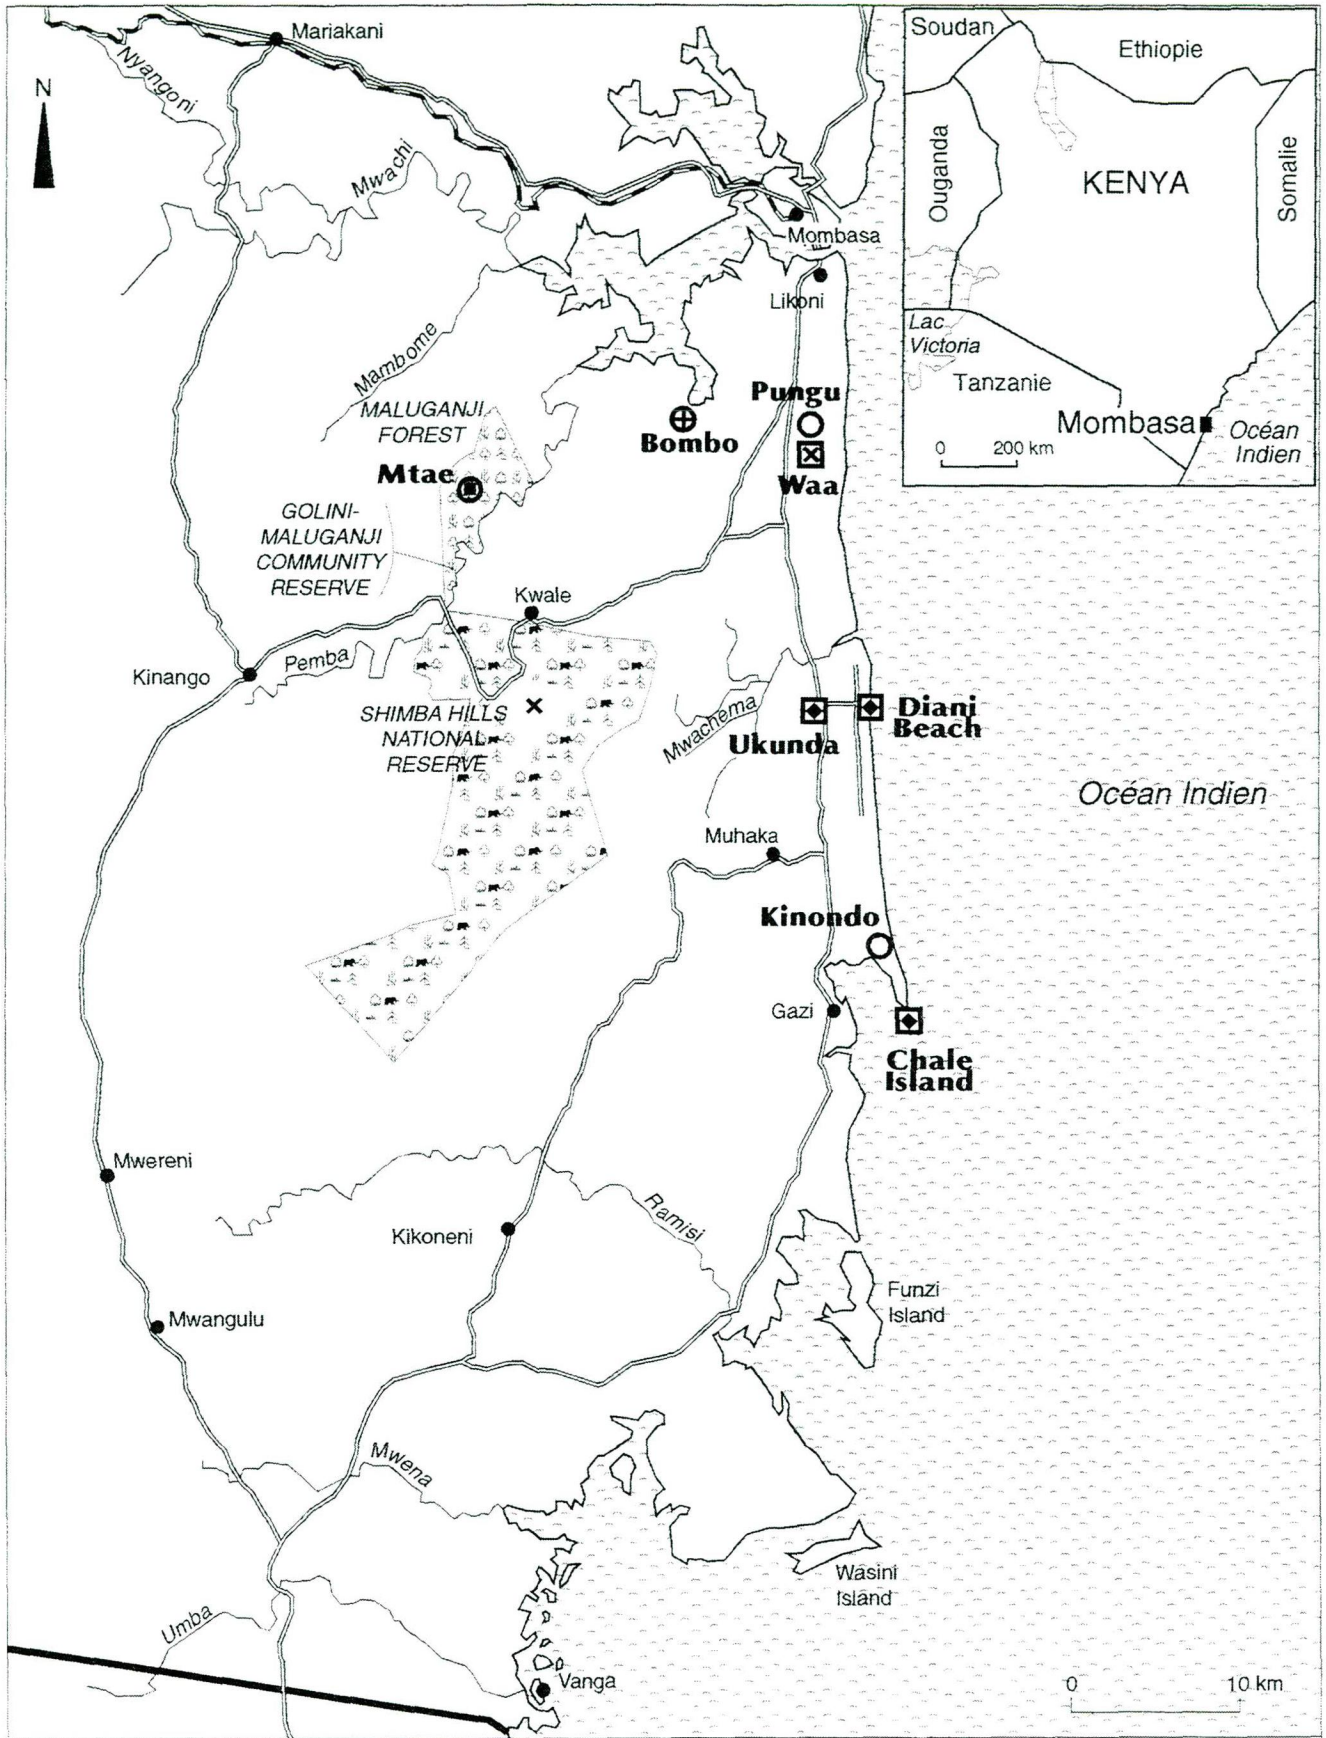 Mariakani
N
Nyangoni
Mwachi
Mombasa
Likoni
Mambome
MALUGANJI
FOREST
Pungu
Bombo
Mtae
Waa
GOLINI-
MALUGANJI
COMMUNITY
RESERVE
Kwale
Kinango
Pemba
SHIMBA HILLS
NATIONAL
RESERVE
Mwachema
Ukunda
Diani
Beach
Océan Indien
Muhaka
Kinondo
Gazi
Chale
Island
Mwereni
Kikoneni
Ramisi
Funzi
Island
Mwangulu
Mwena
Wasini
Island
Umba
Vanga
0 10 km
Soudan
Ethiopie
Ouganda
KENYA
Somalie
Lac
Victoria
Tanzanie
Mombasa
Océan
Indien
0 200 km